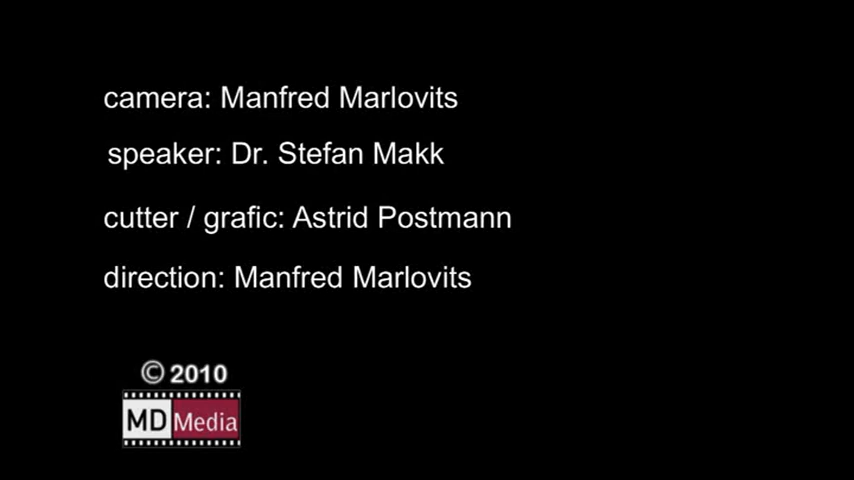 camera: Manfred Marlovits
speaker: Dr. Stefan Makk
cutter / grafic: Astrid Postmann
direction: Manfred Marlovits
© 2010
MD Media